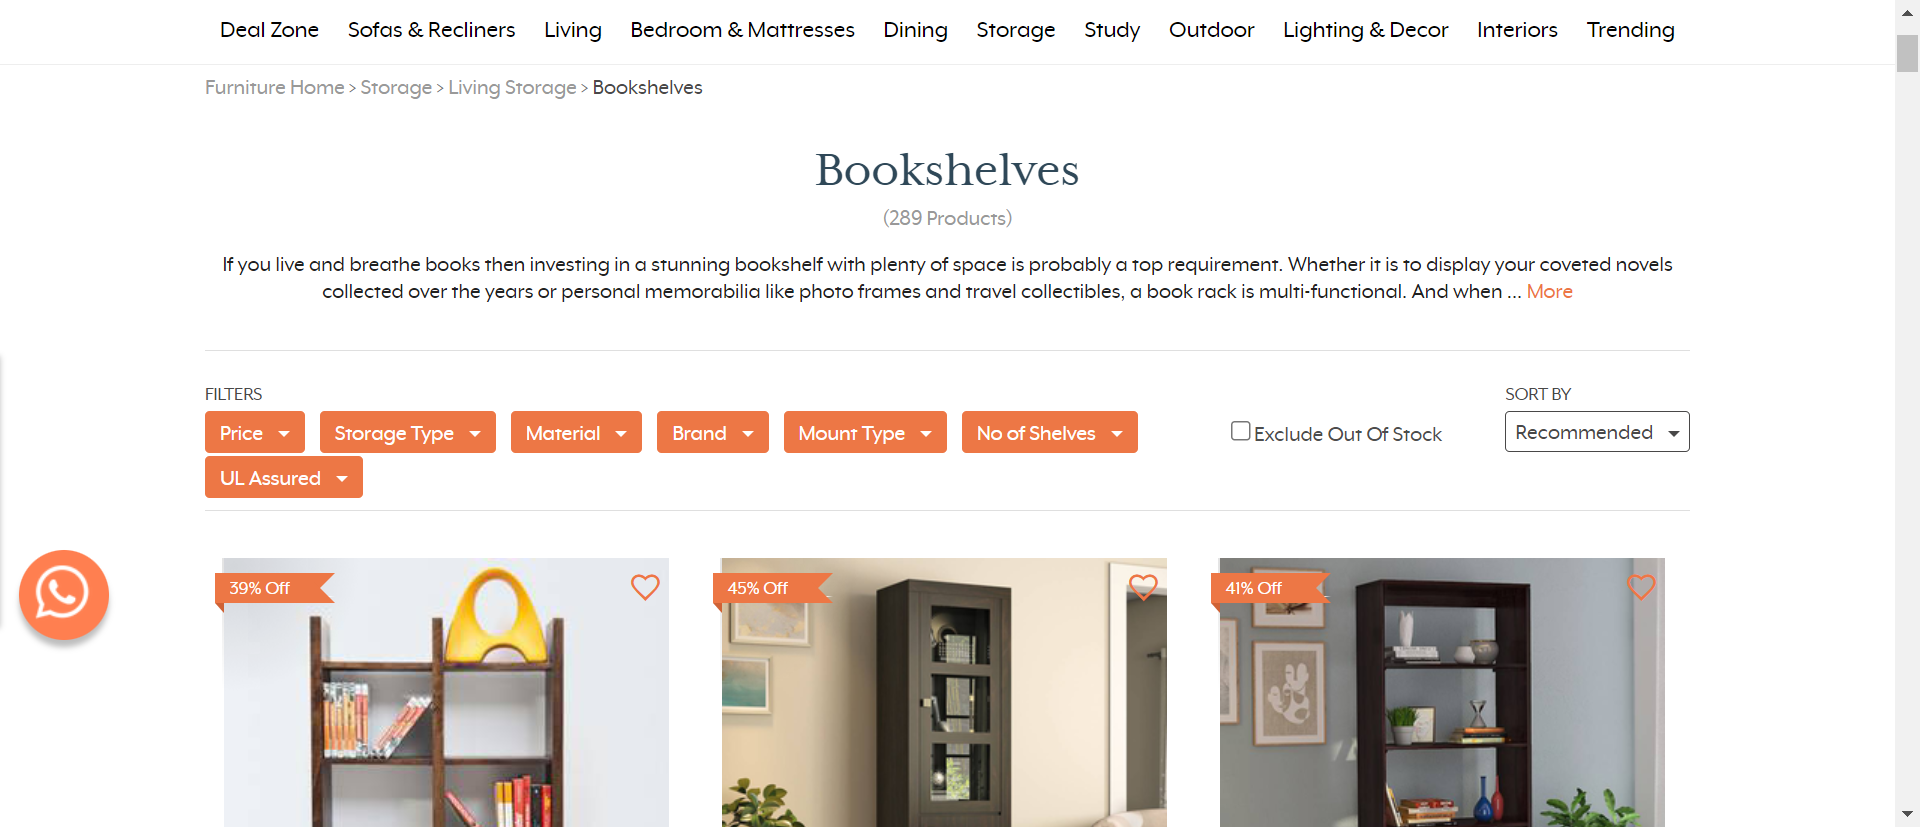 Deal Zone Sofas & Recliners Living Bedroom & Mattresses Dining Storage Study Outdoor Lighting & Decor Interiors Trending
Furniture Home > Storage > Living Storage > Bookshelves
Bookshelves
(289 Products)
If you live and breathe books then investing in a stunning bookshelf with plenty of space is probably a top requirement. Whether it is to display your coveted novels
collected over the years or personal memorabilia like photo frames and travel collectibles, a book rack is multi-functional. And when ... More
FILTERS
SORT BY
Price Storage Type Material Brand Mount Type No of Shelves Exclude Out Of Stock Recommended
UL Assured
39% Off 45% Off 41% Off